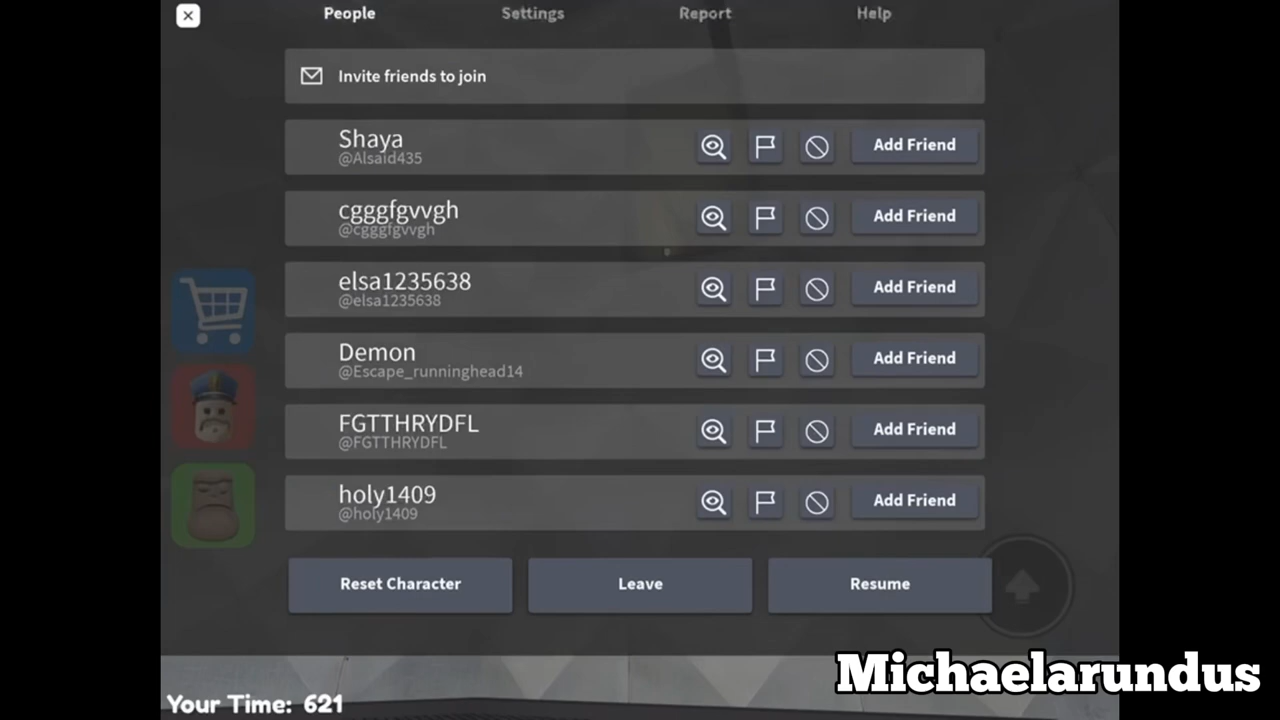 People
Settings
Report
Help
Invite friends to join
Shaya
@Alsaid435
Add Friend
cgggfgvvgh
@cgggfgvvgh
Add Friend
elsa1235638
@elsa1235638
Add Friend
Demon
@Escape_runninghead14
Add Friend
FGTTHRYDFL
@FGTTHRYDFL
Add Friend
holy1409
@holy1409
Add Friend
Reset Character
Leave
Resume
Michaelarundus
Your Time: 621